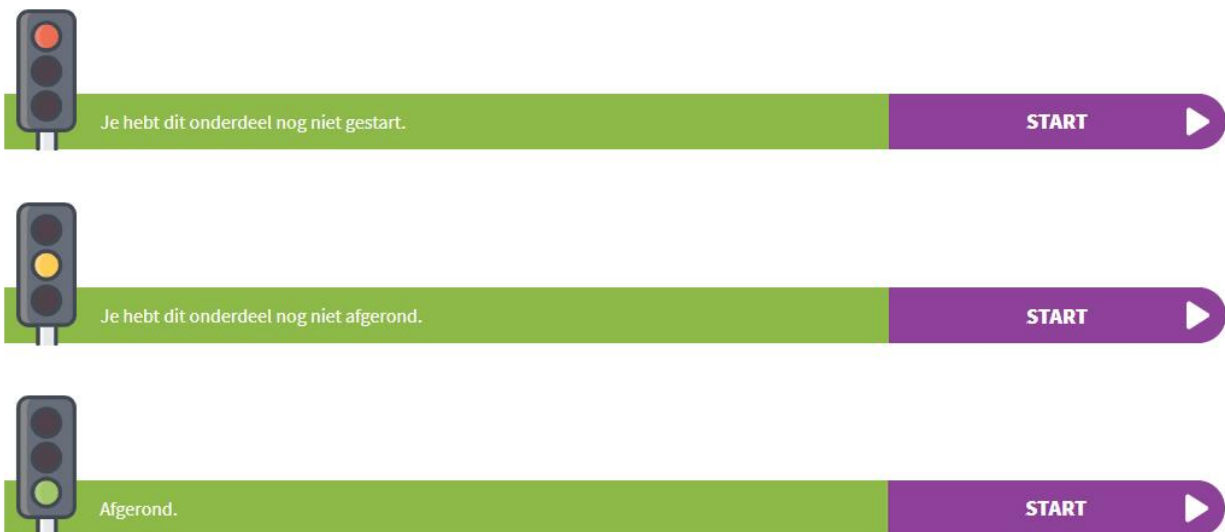 Je hebt dit onderdeel nog niet gestart. START
Je hebt dit onderdeel nog niet afgerond. START
Afgerond. START